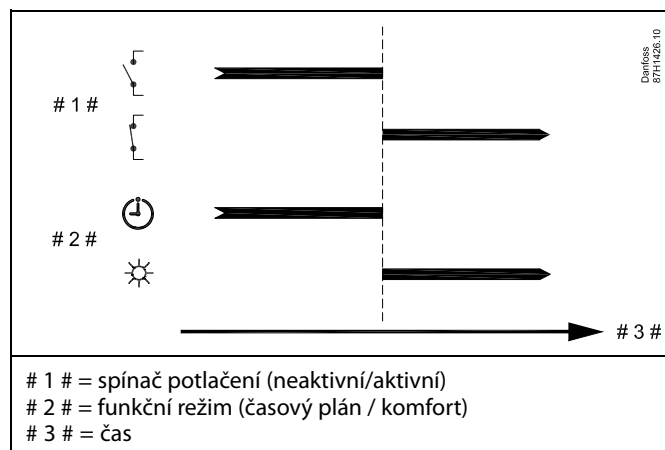 Danfoss
87H1426.10
# 1 #
# 2 #
# 3 #
# 1 # = spínač potlačení (neaktivní/aktivní)
# 2 # = funkční režim (časový plán / komfort)
# 3 # = čas